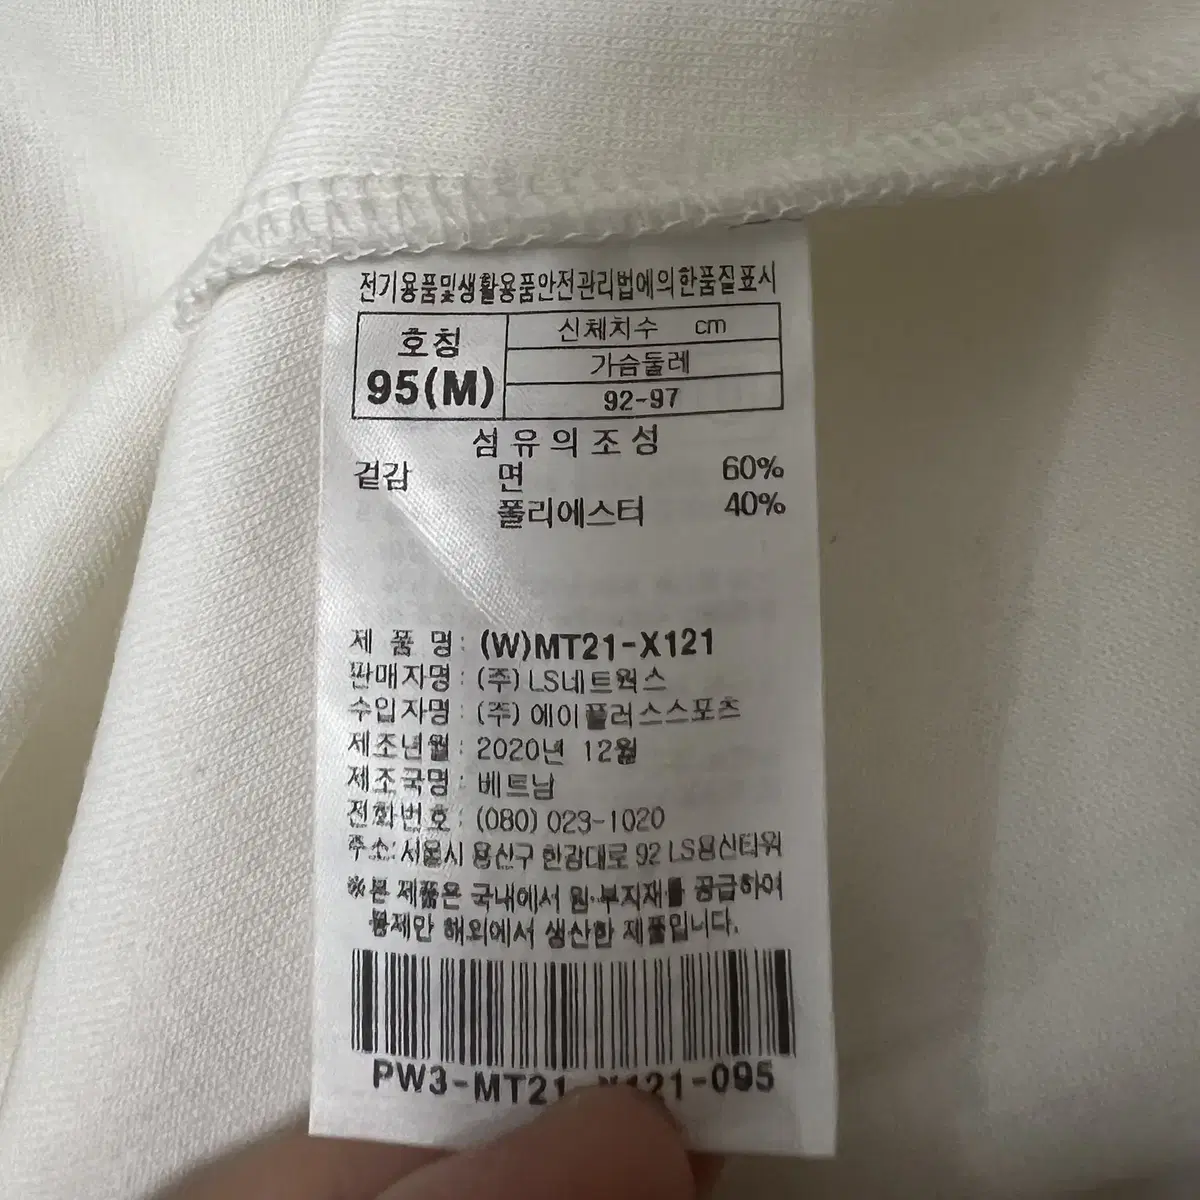 전기용품및생활용품안전관리법에의한품질표시
호칭
95(M)
신체치수 cm
가슴둘레
92-97
섬유의조성
겉감 면 60%
폴리에스터 40%
제 품 명: (W)MT21-X121
판매자명: (주)LS네트웍스
수입자명: (주)에이플러스스포츠
제조년월: 2020년 12월
제조국명: 베트남
전화번호: (080)023-1020
주소:서울시 용산구 한강대로 92 LS용산타워
※본 제품은 국내에서 원·부자재를 공급하여
봉제만 해외에서 생산한 제품입니다.
PW3-MT21-X121-095